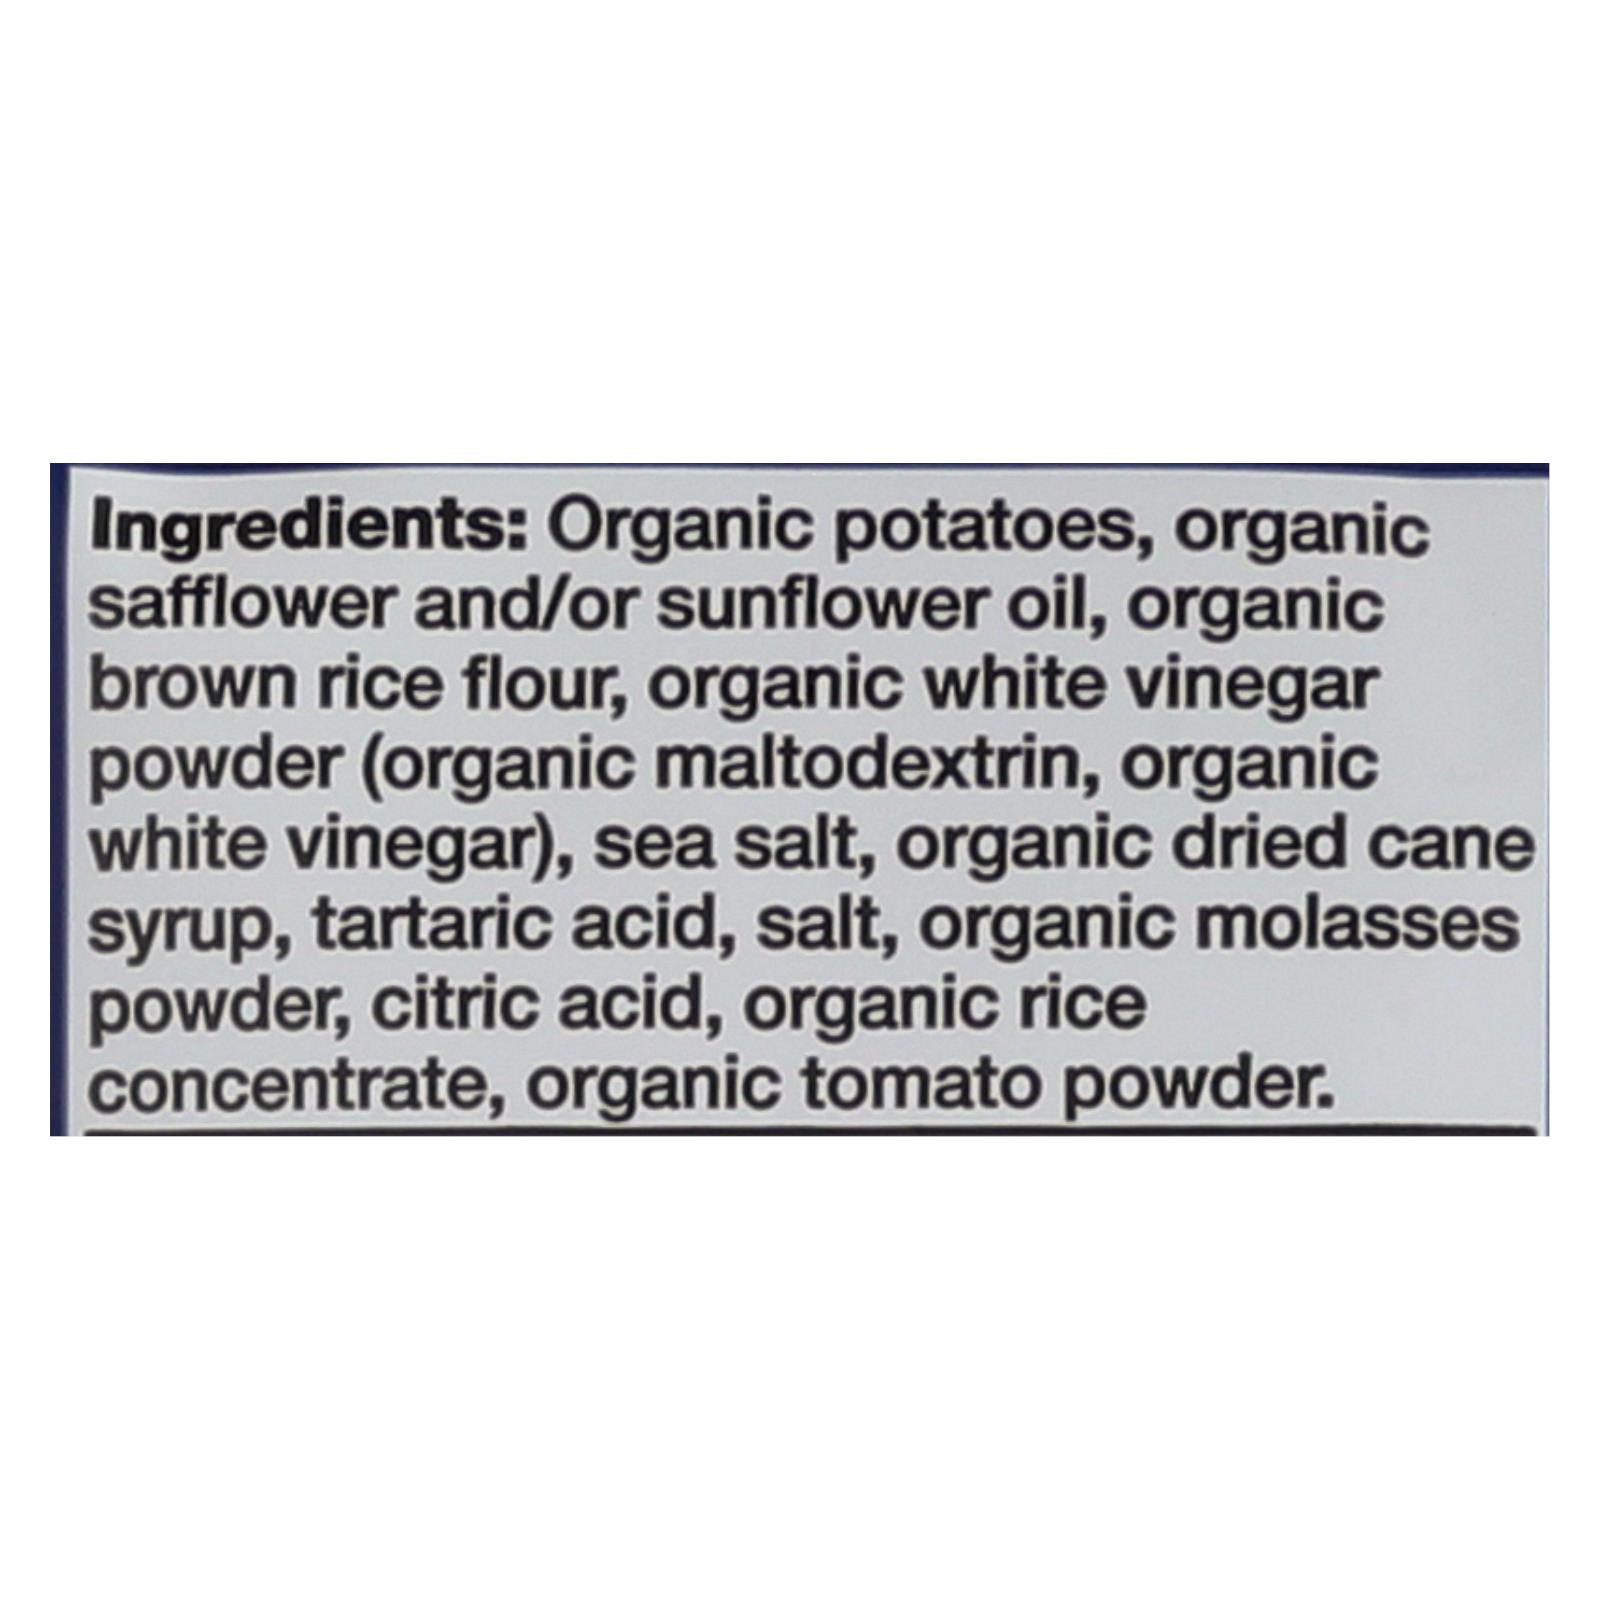 Ingredients: Organic potatoes, organic
safflower and/or sunflower oil, organic
brown rice flour, organic white vinegar
powder (organic maltodextrin, organic
white vinegar), sea salt, organic dried cane
syrup, tartaric acid, salt, organic molasses
powder, citric acid, organic rice
concentrate, organic tomato powder.